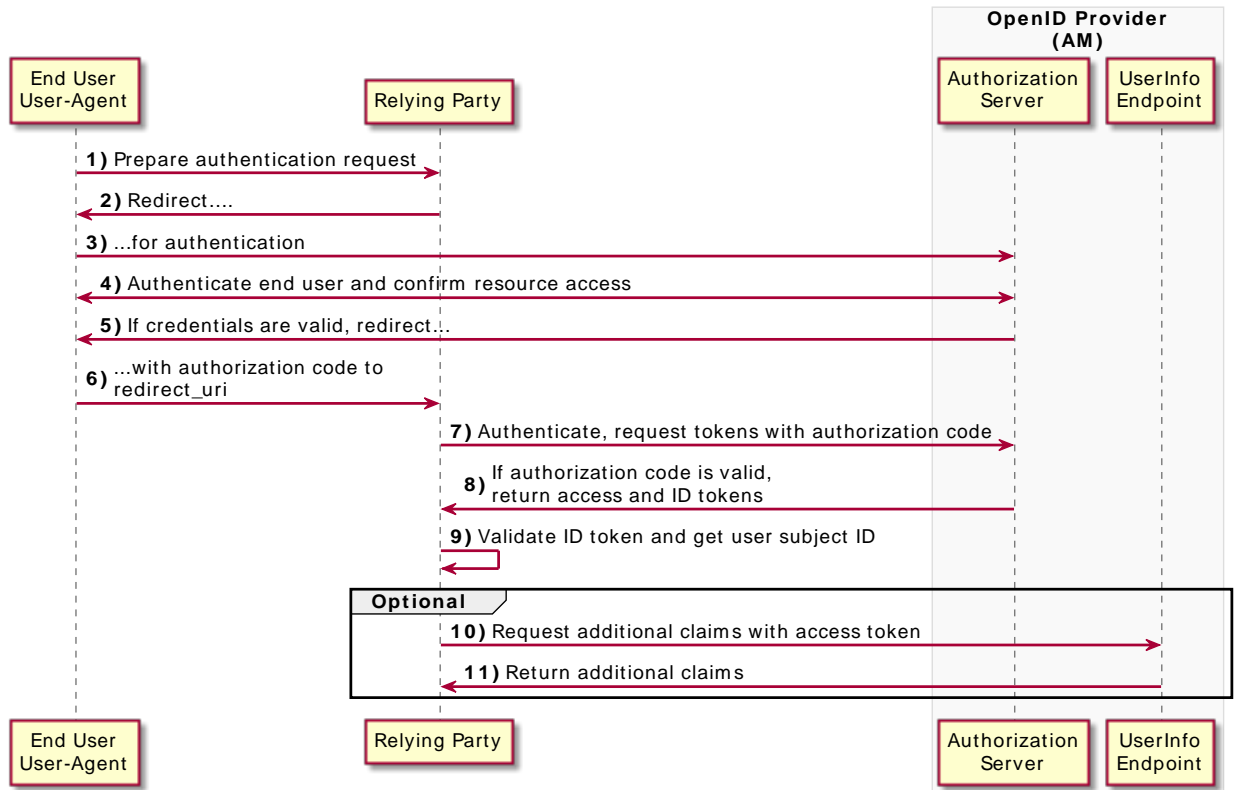 OpenID Provider
(AM)
End User
User-Agent
Relying Party
Authorization
Server
UserInfo
Endpoint
1) Prepare authentication request
2) Redirect....
3) ...for authentication
4) Authenticate end user and confirm resource access
5) If credentials are valid, redirect...
6) ...with authorization code to
redirect_uri
7) Authenticate, request tokens with authorization code
8) If authorization code is valid,
return access and ID tokens
9) Validate ID token and get user subject ID
Optional
10) Request additional claims with access token
11) Return additional claims
End User
User-Agent
Relying Party
Authorization
Server
UserInfo
Endpoint